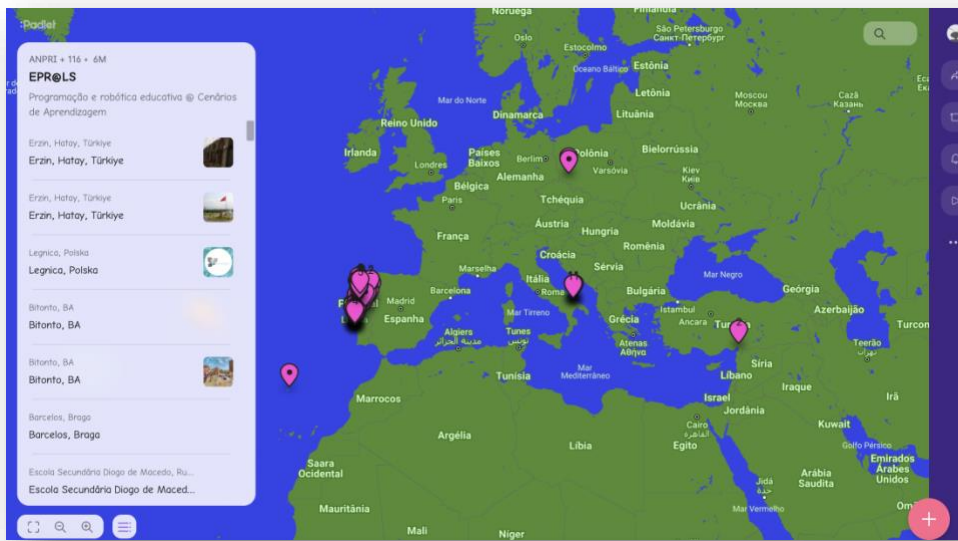 :Padlet
ANPRI + 116 • 6M
EPR@LS
Programação e robótica educativa @ Cenários
de Aprendizagem
Erzin, Hatay, Türkiye
Erzin, Hatay, Türkiye
Erzin, Hatay, Türkiye
Erzin, Hatay, Türkiye
Legnica, Polska
Legnica, Polska
Bitonto, BA
Bitonto, BA
Bitonto, BA
Bitonto, BA
Barcelos, Braga
Barcelos, Braga
Escola Secundária Diogo de Macedo, Ru...
Escola Secundária Diogo de Maced...
Noruega
Finlândia
Oslo
São Petersburgo
Санкт-Петербург
Estocolmo
Oceano Báltico
Estónia
Letónia
Moscou
Москва
Cazã
Казань
Mar do Norte
Dinamarca
Lituânia
Reino Unido
Irlanda
Londres
Países
Baixos
Berlim
Polónia
Varsóvia
Bielorrússia
Alemanha
Kiev
Київ
Bélgica
Paris
Tchéquia
Ucrânia
Áustria
Hungria
Moldávia
França
Romênia
Croácia
Sérvia
Marselha
Itália
Mar Negro
Geórgia
Barcelona
Roma
Bulgária
Madrid
Espanha
Mar Tirreno
Istambul
Ancara
Azerbaijão
Grécia
Atenas
Αθήνα
Algiers
مدينة الجزائر
Tunes
تونس
Teerão
تهران
Síria
Tunísia
Mar
Mediterrâneo
Líbano
Iraque
Irã
Israel
Marrocos
Jordânia
Cairo
القاهرة
Kuwait
Argélia
Líbia
Egito
Golfo Pérsico
Emirados
Árabes
Unidos
Saara
Ocidental
Jidá
جدة
Arábia
Saudita
Mauritânia
Mar Vermelho
Mali
Níger